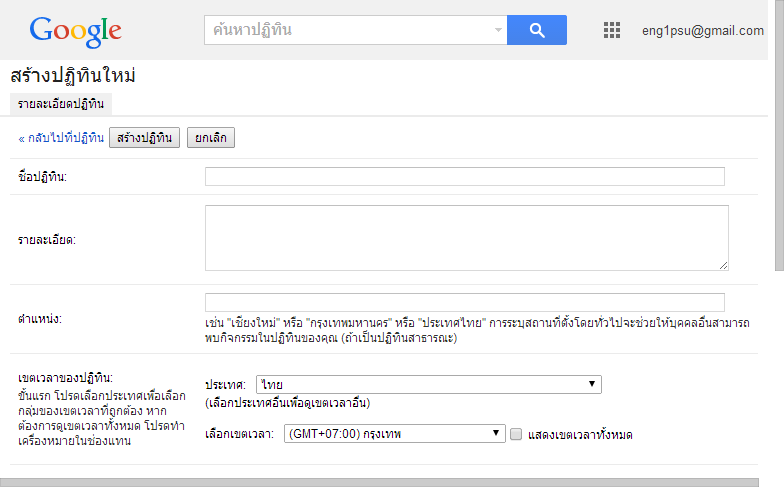 Google
ค้นหาปฏิทิน
eng1psu@gmail.com
สร้างปฏิทินใหม่
รายละเอียดปฏิทิน
« กลับไปที่ปฏิทิน สร้างปฏิทิน ยกเลิก
ชื่อปฏิทิน:
รายละเอียด:
ตำแหน่ง:
เช่น "เชียงใหม่" หรือ "กรุงเทพมหานคร" หรือ "ประเทศไทย" การระบุสถานที่ตั้งโดยทั่วไปจะช่วยให้บุคคลอื่นสามารถ
พบกิจกรรมในปฏิทินของคุณ (ถ้าเป็นปฏิทินสาธารณะ)
เขตเวลาของปฏิทิน:
ขั้นแรก โปรดเลือกประเทศเพื่อเลือก
กลุ่มของเขตเวลาที่ถูกต้อง หาก
ต้องการดูเขตเวลาทั้งหมด โปรดทำ
เครื่องหมายในช่องแทน
ประเทศ: ไทย
(เลือกประเทศอื่นเพื่อดูเขตเวลาอื่น)
เลือกเขตเวลา: (GMT+07:00) กรุงเทพ แสดงเขตเวลาทั้งหมด